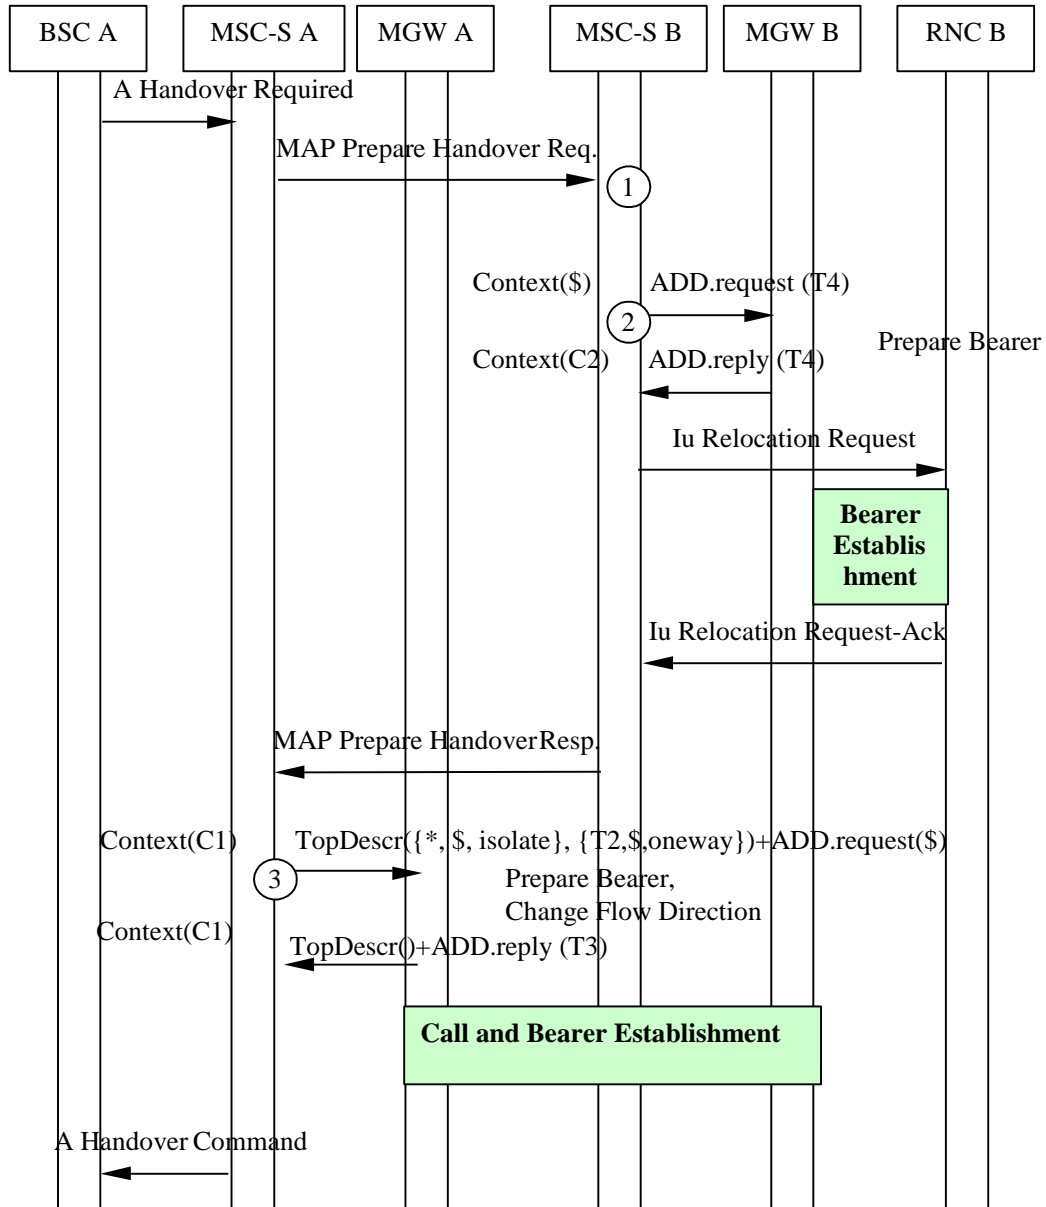 BSC A
MSC-S A
MGW A
MSC-S B
MGW B
RNC B
A Handover Required
MAP Prepare Handover Req.
1
Context($)
ADD.request (T4)
2
Prepare Bearer
Context(C2)
ADD.reply (T4)
Iu Relocation Request
Bearer
Establis
hment
Iu Relocation Request-Ack
MAP Prepare Handover Resp.
Context(C1)
TopDescr({*, $, isolate}, {T2,$,oneway})+ADD.request($)
3
Prepare Bearer,
Change Flow Direction
Context(C1)
TopDescr()+ADD.reply (T3)
Call and Bearer Establishment
A Handover Command